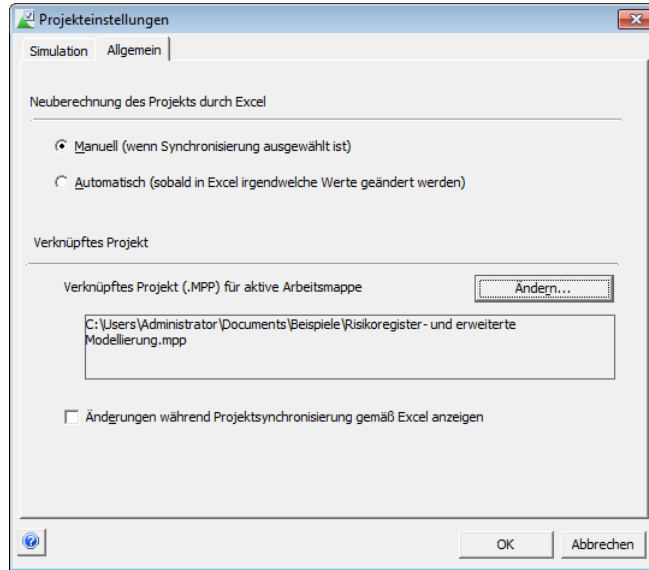 Projekteinstellungen
Simulation Allgemein
Neuberechnung des Projekts durch Excel
Manuell (wenn Synchronisierung ausgewählt ist)
Automatisch (sobald in Excel irgendwelche Werte geändert werden)
Verknüpftes Projekt
Verknüpftes Projekt (.MPP) für aktive Arbeitsmappe Ändern...
C:\Users\Administrator\Documents\Beispiele\Risikoregister- und erweiterte
Modellierung.mpp
Änderungen während Projektsynchronisierung gemäß Excel anzeigen
OK Abbrechen